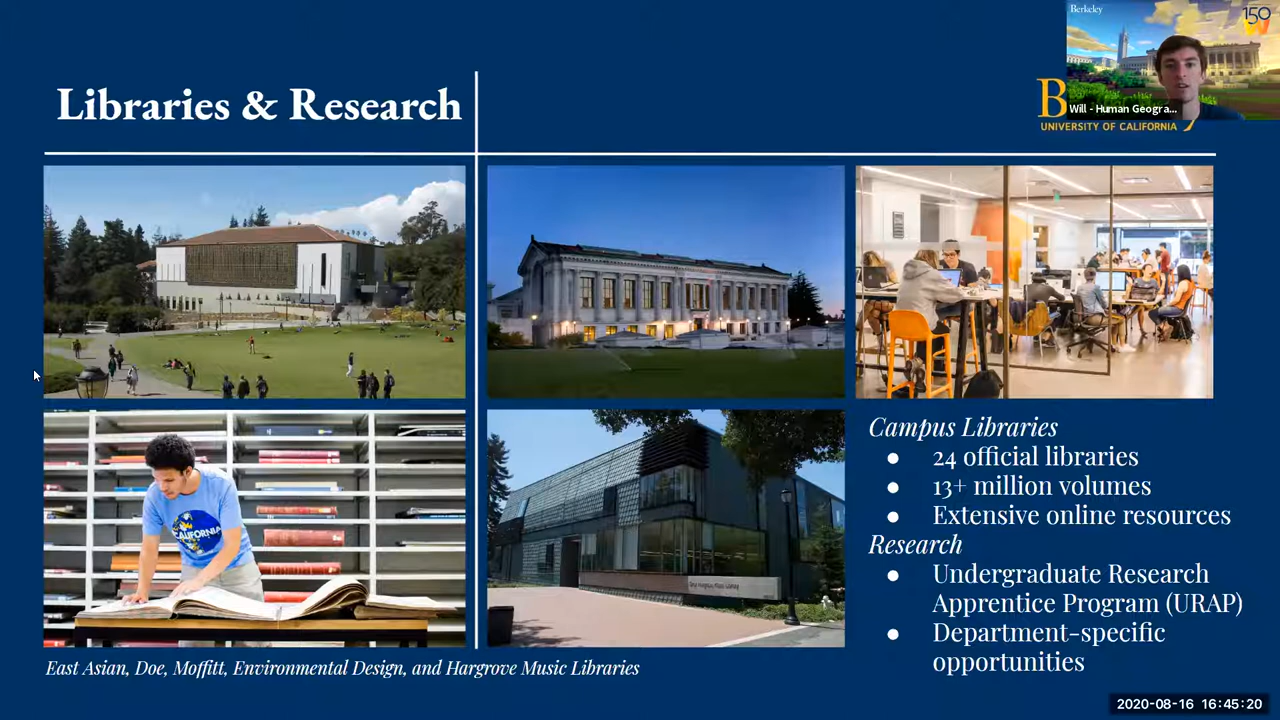 Berkeley
150
W
Libraries & Research
B
Will - Human Geogra...
UNIVERSITY OF CALIFORNIA
CALIFORNIA
Campus Libraries
● 24 official libraries
● 13+ million volumes
● Extensive online resources
Research
● Undergraduate Research
Apprentice Program (URAP)
● Department-specific
opportunities
East Asian, Doe, Moffitt, Environmental Design, and Hargrove Music Libraries
2020-08-16 16:45:20